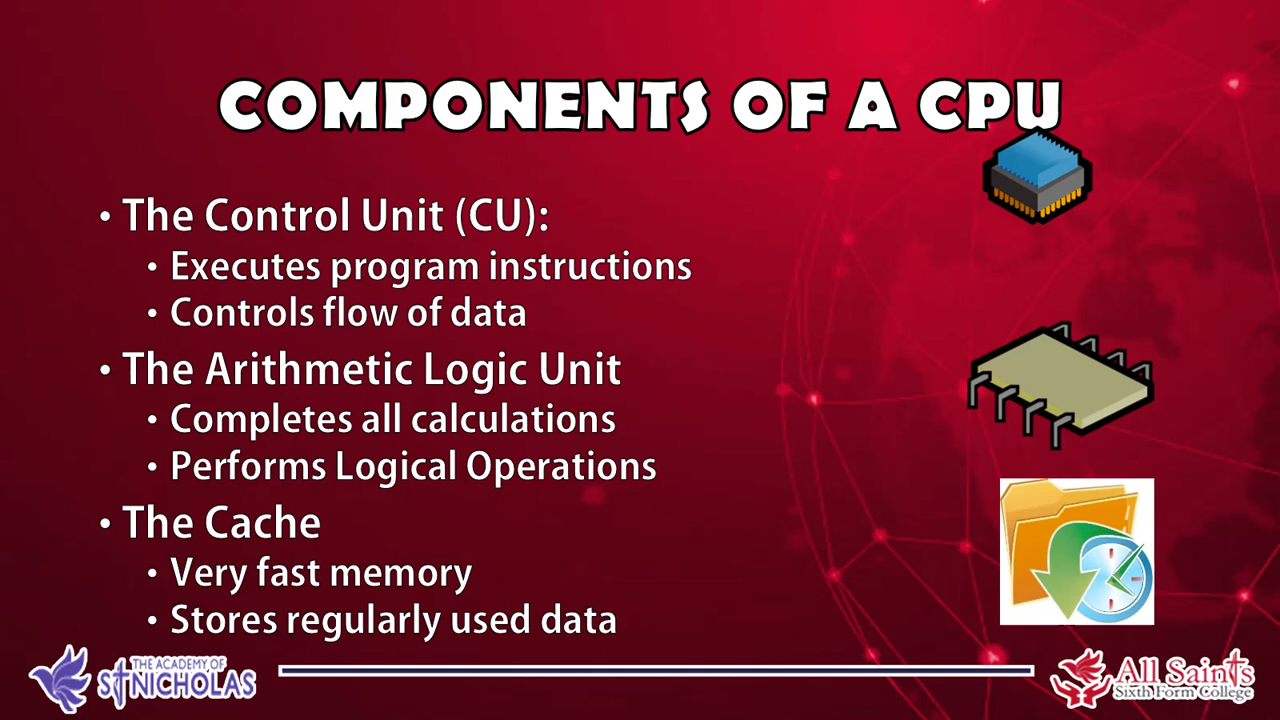 COMPONENTS OF A CPU
• The Control Unit (CU):
• Executes program instructions
• Controls flow of data
• The Arithmetic Logic Unit
• Completes all calculations
• Performs Logical Operations
• The Cache
• Very fast memory
• Stores regularly used data
THE ACADEMY OF
ST NICHOLAS
All Saints
Sixth Form College